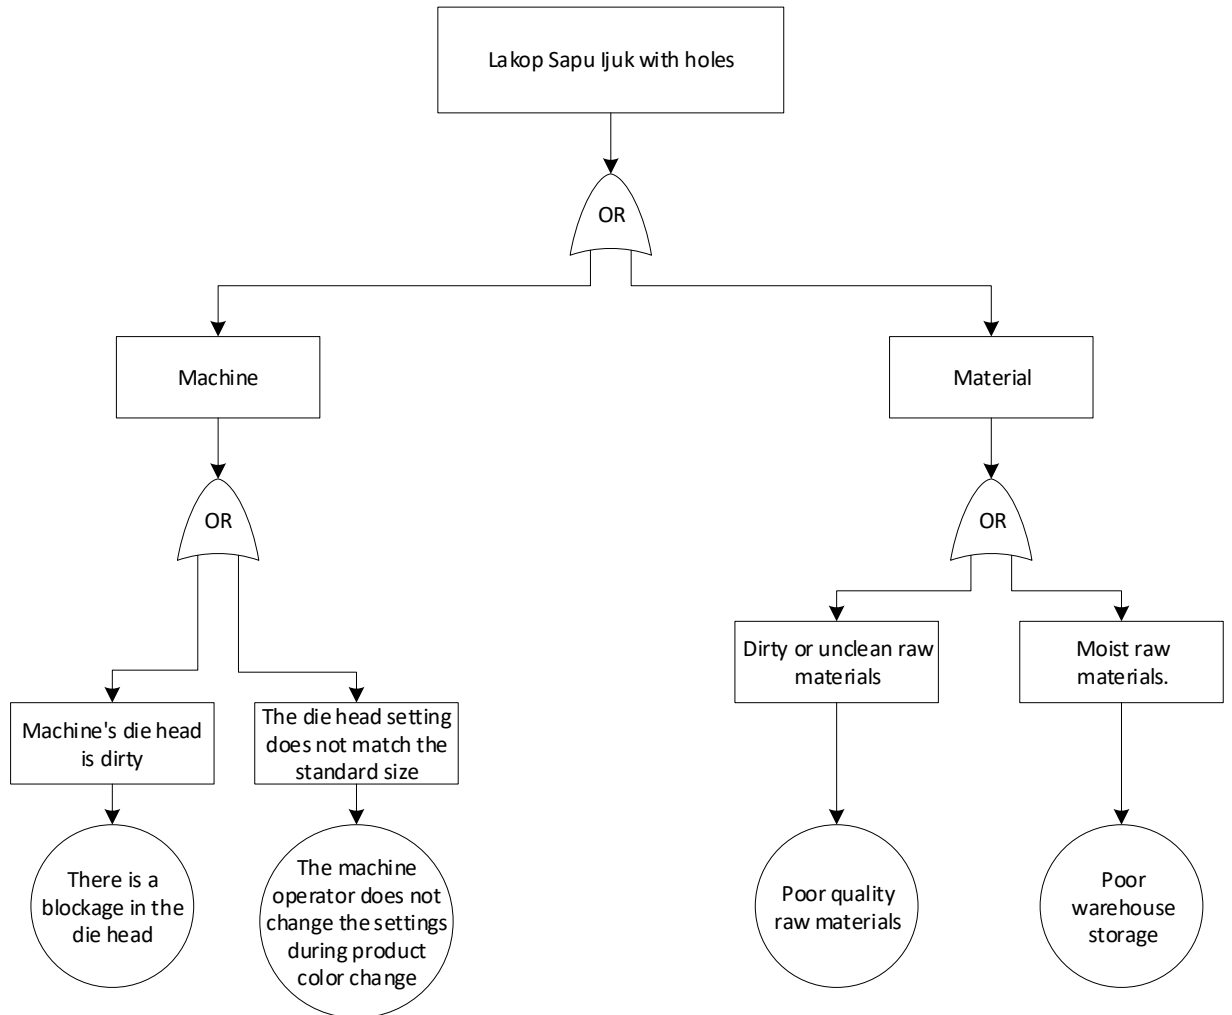 Lakop Sapu Ijuk with holes
OR
Machine
Material
OR
OR
Dirty or unclean raw
materials
Moist raw
materials.
Machine's die head
is dirty
The die head setting
does not match the
standard size
There is a
blockage in the
die head
The machine
operator does not
change the settings
during product
color change
Poor quality
raw materials
Poor
warehouse
storage